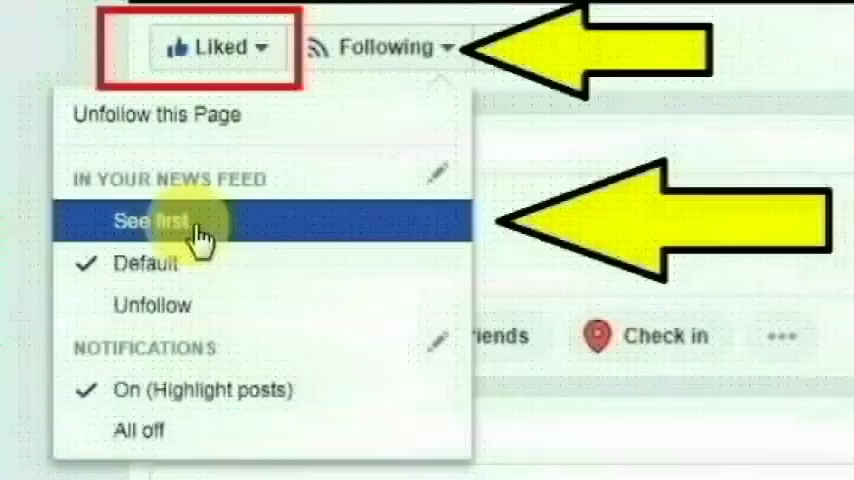 Liked Following
Unfollow this Page
IN YOUR NEWS FEED
See first
Default
Unfollow
riends Check in
NOTIFICATIONS
On (Highlight posts)
All off